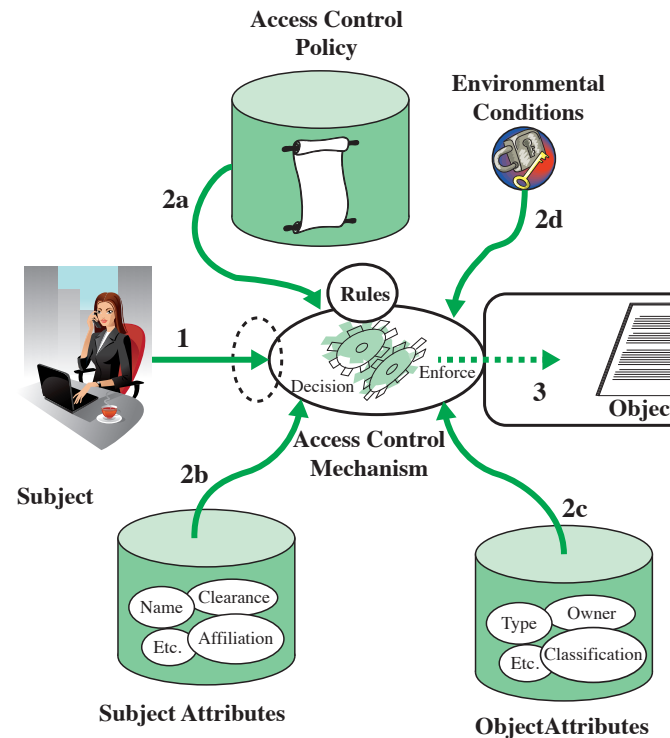 Access Control
Policy
Environmental
Conditions
2a
2d
Rules
1
Decision
Enforce
3
Objec
Access Control
Mechanism
Subject
2b
2c
Name
Clearance
Etc.
Affiliation
Type
Owner
Etc.
Classification
Subject Attributes
ObjectAttributes